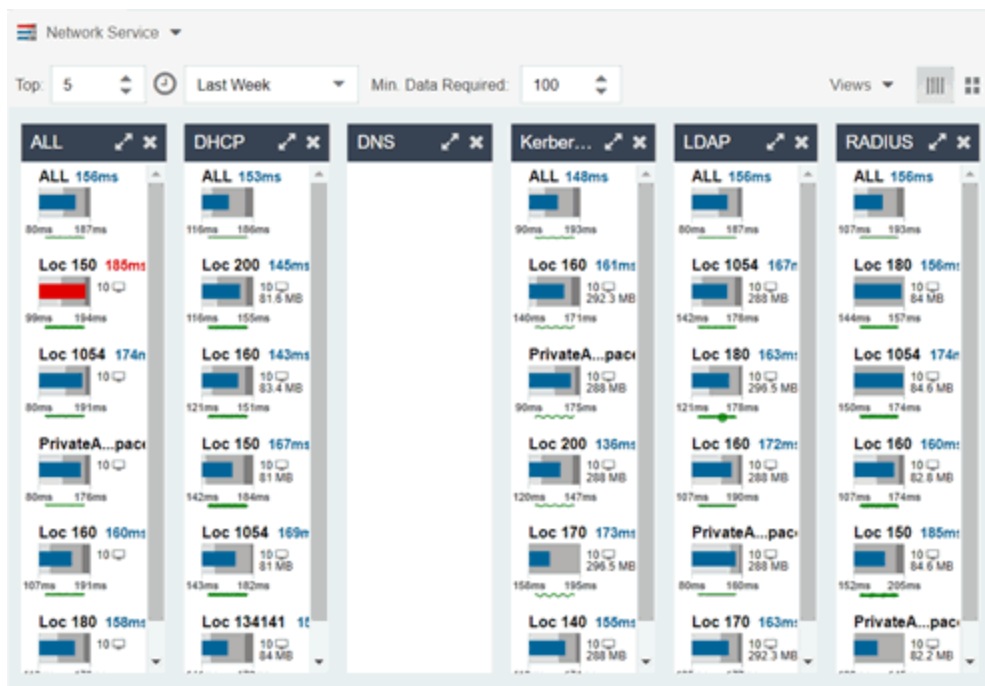 Network Service
Top: 5 Last Week Min. Data Required: 100 Views
ALL
ALL 156ms
80ms 187ms
Loc 150 185ms
10
99ms 194ms
Loc 1054 174m
10
80ms 191ms
PrivateA...pace
10
80ms 176ms
Loc 160 160ms
10
107ms 191ms
Loc 180 158ms
10
DHCP
ALL 153ms
116ms 186ms
Loc 200 145ms
10
81.6 MB
116ms 155ms
Loc 160 143ms
10
83.4 MB
121ms 151ms
Loc 150 167ms
10
81 MB
142ms 184ms
Loc 1054 169m
10
81 MB
143ms 182ms
Loc 134141 15
10
84 MB
DNS
Kerber...
ALL 148ms
90ms 193ms
Loc 160 161ms
10
292.3 MB
140ms 171ms
PrivateA...pace
10
288 MB
90ms 175ms
Loc 200 136ms
10
288 MB
120ms 147ms
Loc 170 173ms
10
296.5 MB
158ms 195ms
Loc 140 155ms
10
288 MB
LDAP
ALL 156ms
80ms 187ms
Loc 1054 167m
10
288 MB
142ms 178ms
Loc 180 163ms
10
296.5 MB
121ms 178ms
Loc 160 172ms
10
288 MB
107ms 190ms
PrivateA...pac
10
288 MB
80ms 160ms
Loc 170 163ms
10
292.3 MB
RADIUS
ALL 156ms
107ms 193ms
Loc 180 156ms
10
84 MB
144ms 157ms
Loc 1054 174m
10
84.6 MB
150ms 174ms
Loc 160 160ms
10
82.8 MB
107ms 174ms
Loc 150 185ms
10
84.6 MB
152ms 205ms
PrivateA...pac
10
82.2 MB